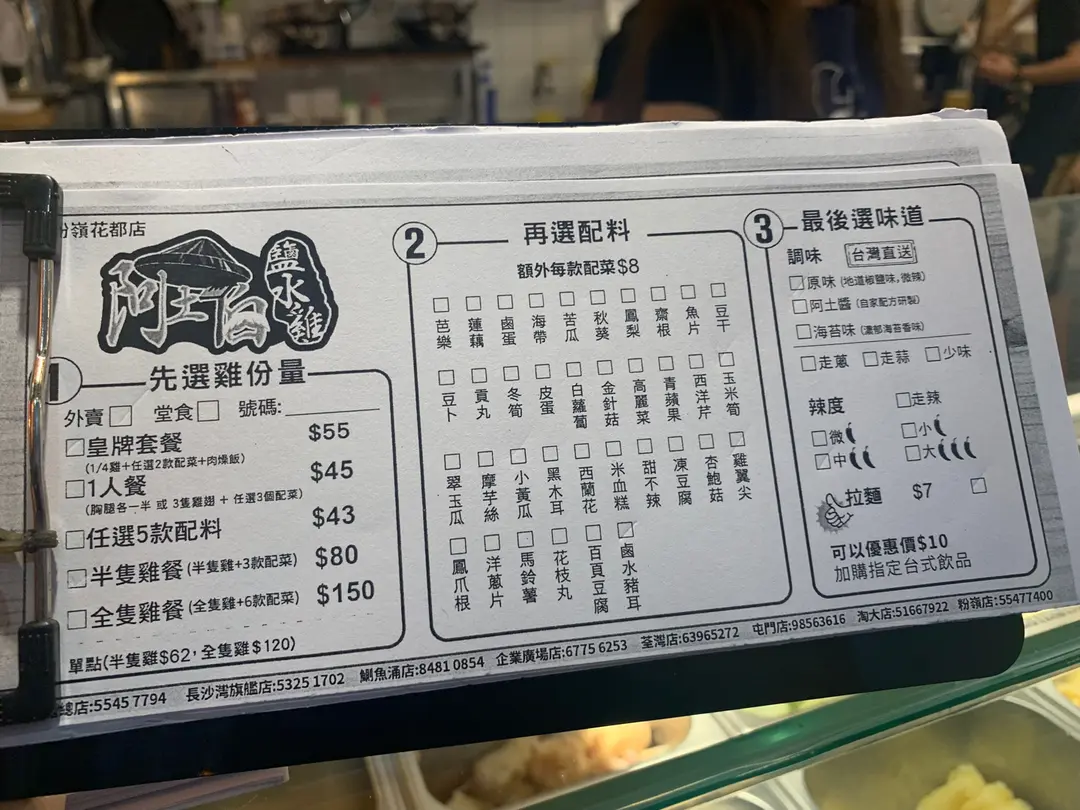 粉嶺花都店
阿土伯
鹽水雞
1
先選雞份量
外賣□ 堂食□ 號碼:
□皇牌套餐 $55
(1/4雞+任選2款配菜+肉燥飯)
□1人餐 $45
(胸腿各一半 或 3隻雞翅 + 任選3個配菜)
□任選5款配料 $43
□半隻雞餐(半隻雞+3款配菜) $80
□全隻雞餐(全隻雞+6款配菜) $150
單點(半隻雞$62,全隻雞$120)
2
再選配料
額外每款配菜$8
□芭樂
□蓮藕
□鹵蛋
□海帶
□苦瓜
□秋葵
□鳳梨
□齋根
□魚片
□豆干
□豆卜
□貢丸
□冬筍
□皮蛋
□白蘿蔔
□金針菇
□高麗菜
□青蘋果
□西洋芹
□玉米筍
□翠玉瓜
□摩芊絲
□小黃瓜
□黑木耳
□西蘭花
□米血糕
□甜不辣
□凍豆腐
□杏鮑菇
□雞翼尖
□鳳爪根
□洋蔥片
□馬鈴薯
□花枝丸
□百頁豆腐
□鹵水豬耳
3
最後選味道
調味 台灣直送
□原味(地道椒鹽味,微辣)
□阿土醬(自家配方研製)
□海苔味(濃郁海苔香味)
□走蔥 □走蒜 □少味
辣度 □走辣
□微 □小
□中 □大
拉麵 $7 □
可以優惠價$10
加購指定台式飲品
總店:5545 7794 長沙灣旗艦店:5325 1702 鰂魚涌店:8481 0854 企業廣場店:6775 6253 荃灣店:63965272 屯門店:98563616 淘大店:51667922 粉嶺店:55477400